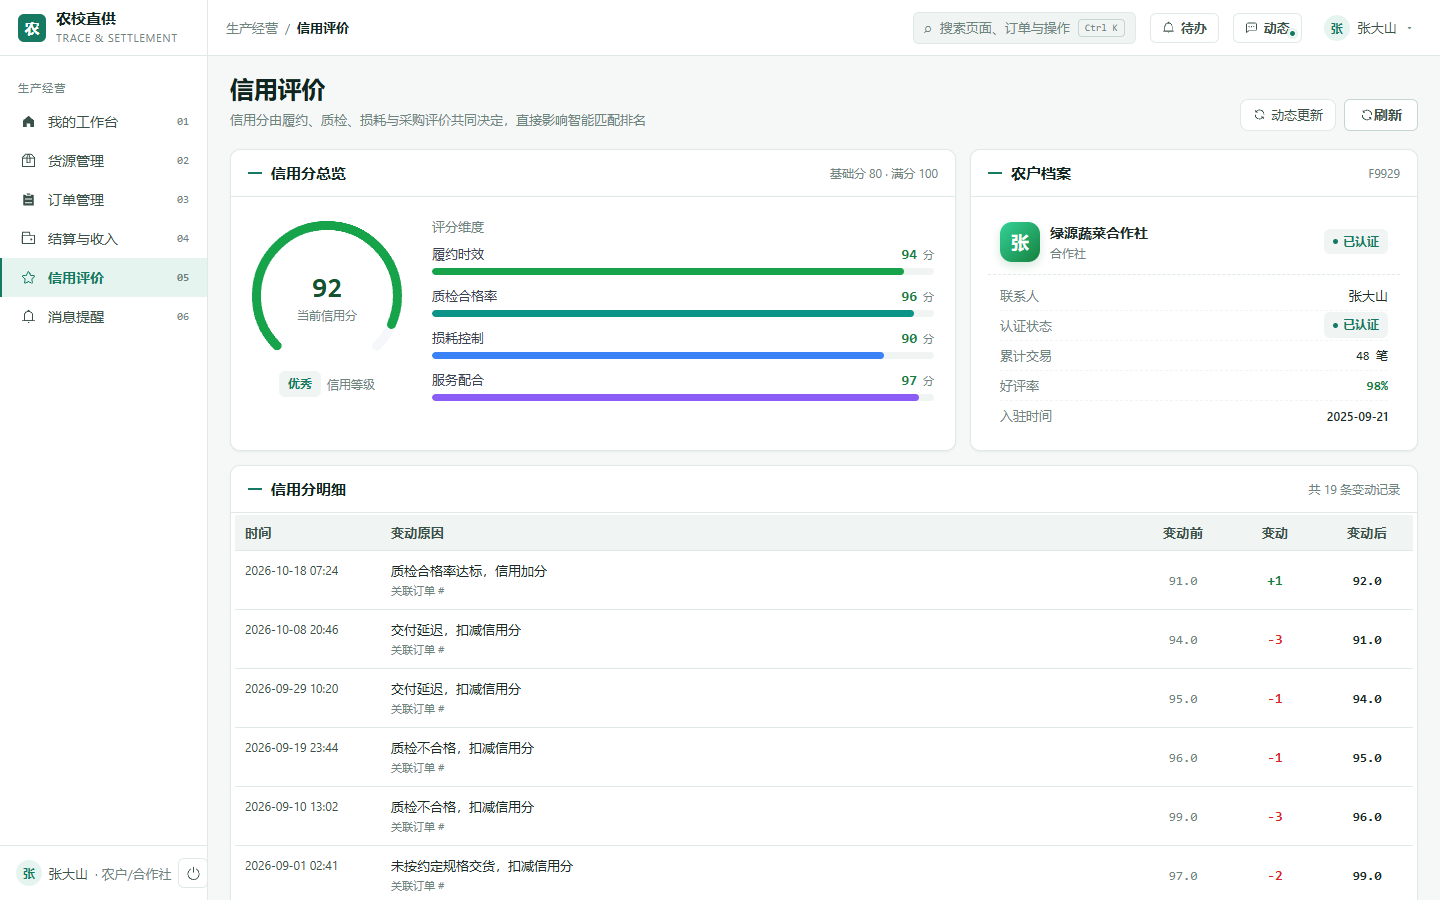 农校直供
TRACE & SETTLEMENT
生产经营 / 信用评价
搜索页面、订单与操作 Ctrl K
待办
动态
张 张大山
生产经营
我的工作台 01
货源管理 02
订单管理 03
结算与收入 04
信用评价 05
消息提醒 06
张 张大山 · 农户/合作社
信用评价
信用分由履约、质检、损耗与采购评价共同决定，直接影响智能匹配排名
动态更新
刷新
信用分总览
基础分 80 · 满分 100
92
当前信用分
优秀 信用等级
评分维度
履约时效 94 分
质检合格率 96 分
损耗控制 90 分
服务配合 97 分
农户档案
F9929
张
绿源蔬菜合作社
合作社
已认证
联系人 张大山
认证状态 已认证
累计交易 48 笔
好评率 98%
入驻时间 2025-09-21
信用分明细
共 19 条变动记录
时间 变动原因 变动前 变动 变动后
2026-10-18 07:24 质检合格率达标，信用加分 91.0 +1 92.0
关联订单 #
2026-10-08 20:46 交付延迟，扣减信用分 94.0 -3 91.0
关联订单 #
2026-09-29 10:20 交付延迟，扣减信用分 95.0 -1 94.0
关联订单 #
2026-09-19 23:44 质检不合格，扣减信用分 96.0 -1 95.0
关联订单 #
2026-09-10 13:02 质检不合格，扣减信用分 99.0 -3 96.0
关联订单 #
2026-09-01 02:41 未按约定规格交货，扣减信用分 97.0 -2 99.0
关联订单 #